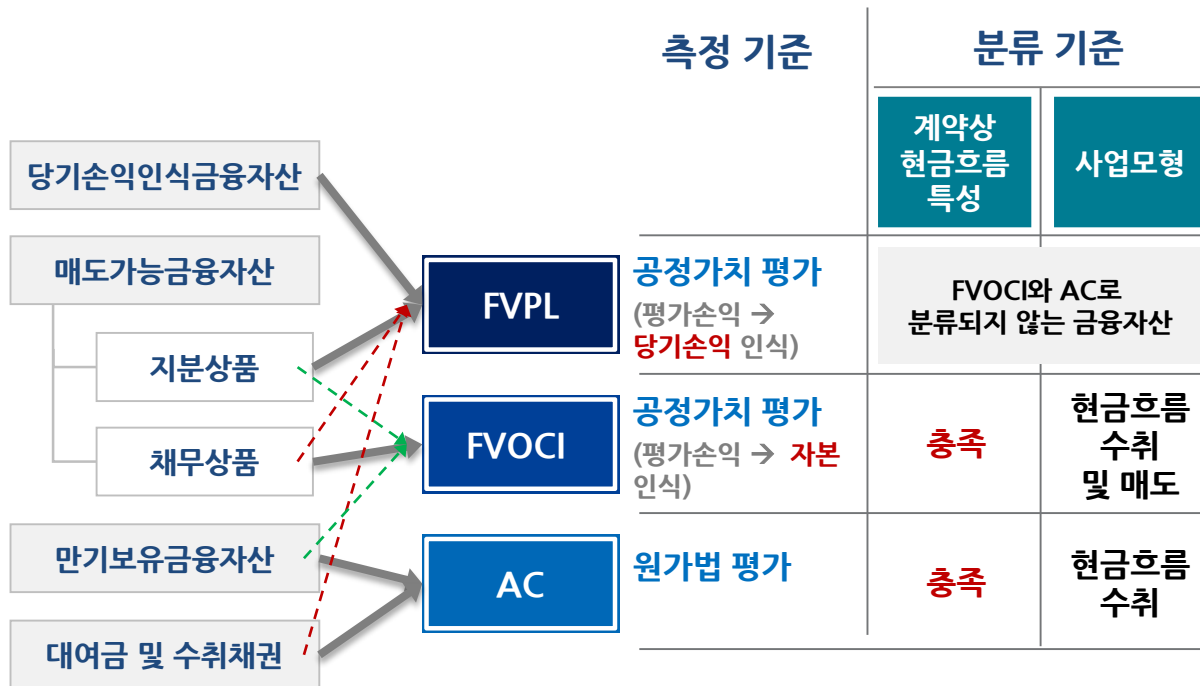 측정 기준
분류 기준
계약상
현금흐름
특성
사업모형
당기손익인식금융자산
매도가능금융자산
지분상품
채무상품
만기보유금융자산
대여금 및 수취채권
FVPL
공정가치 평가
(평가손익 →
당기손익 인식)
FVOCI와 AC로
분류되지 않는 금융자산
FVOCI
공정가치 평가
(평가손익 → 자본
인식)
충족
현금흐름
수취
및 매도
AC
원가법 평가
충족
현금흐름
수취